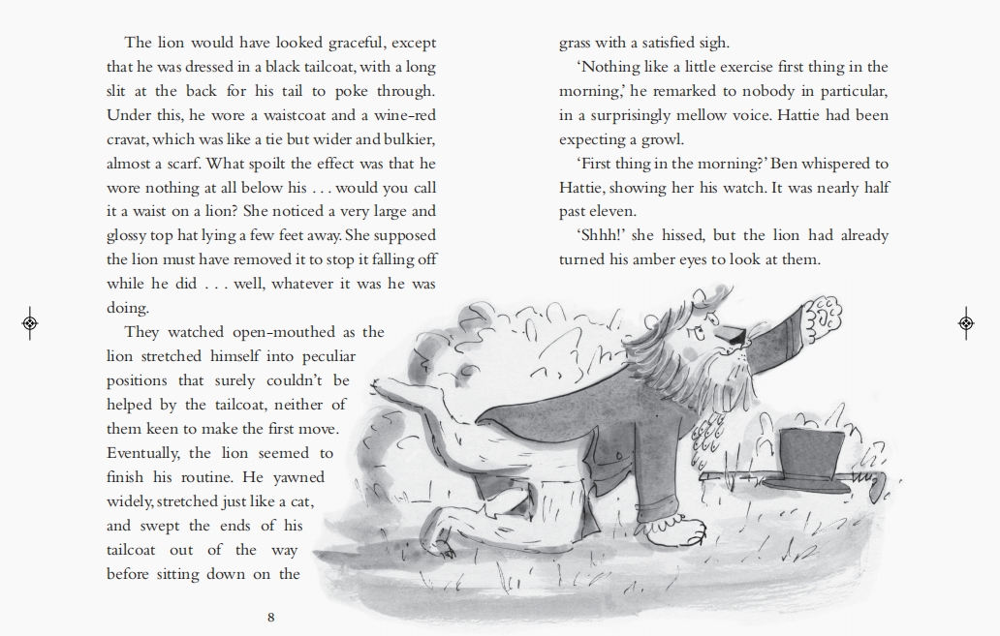 The lion would have looked graceful, except
that he was dressed in a black tailcoat, with a long
slit at the back for his tail to poke through.
Under this, he wore a waistcoat and a wine-red
cravat, which was like a tie but wider and bulkier,
almost a scarf. What spoilt the effect was that he
wore nothing at all below his . . . would you call
it a waist on a lion? She noticed a very large and
glossy top hat lying a few feet away. She supposed
the lion must have removed it to stop it falling off
while he did . . . well, whatever it was he was
doing.
They watched open-mouthed as the
lion stretched himself into peculiar
positions that surely couldn’t be
helped by the tailcoat, neither of
them keen to make the first move.
Eventually, the lion seemed to
finish his routine. He yawned
widely, stretched just like a cat,
and swept the ends of his
tailcoat out of the way
before sitting down on the
8
grass with a satisfied sigh.
‘Nothing like a little exercise first thing in the
morning,’ he remarked to nobody in particular,
in a surprisingly mellow voice. Hattie had been
expecting a growl.
‘First thing in the morning?’ Ben whispered to
Hattie, showing her his watch. It was nearly half
past eleven.
‘Shhh!’ she hissed, but the lion had already
turned his amber eyes to look at them.